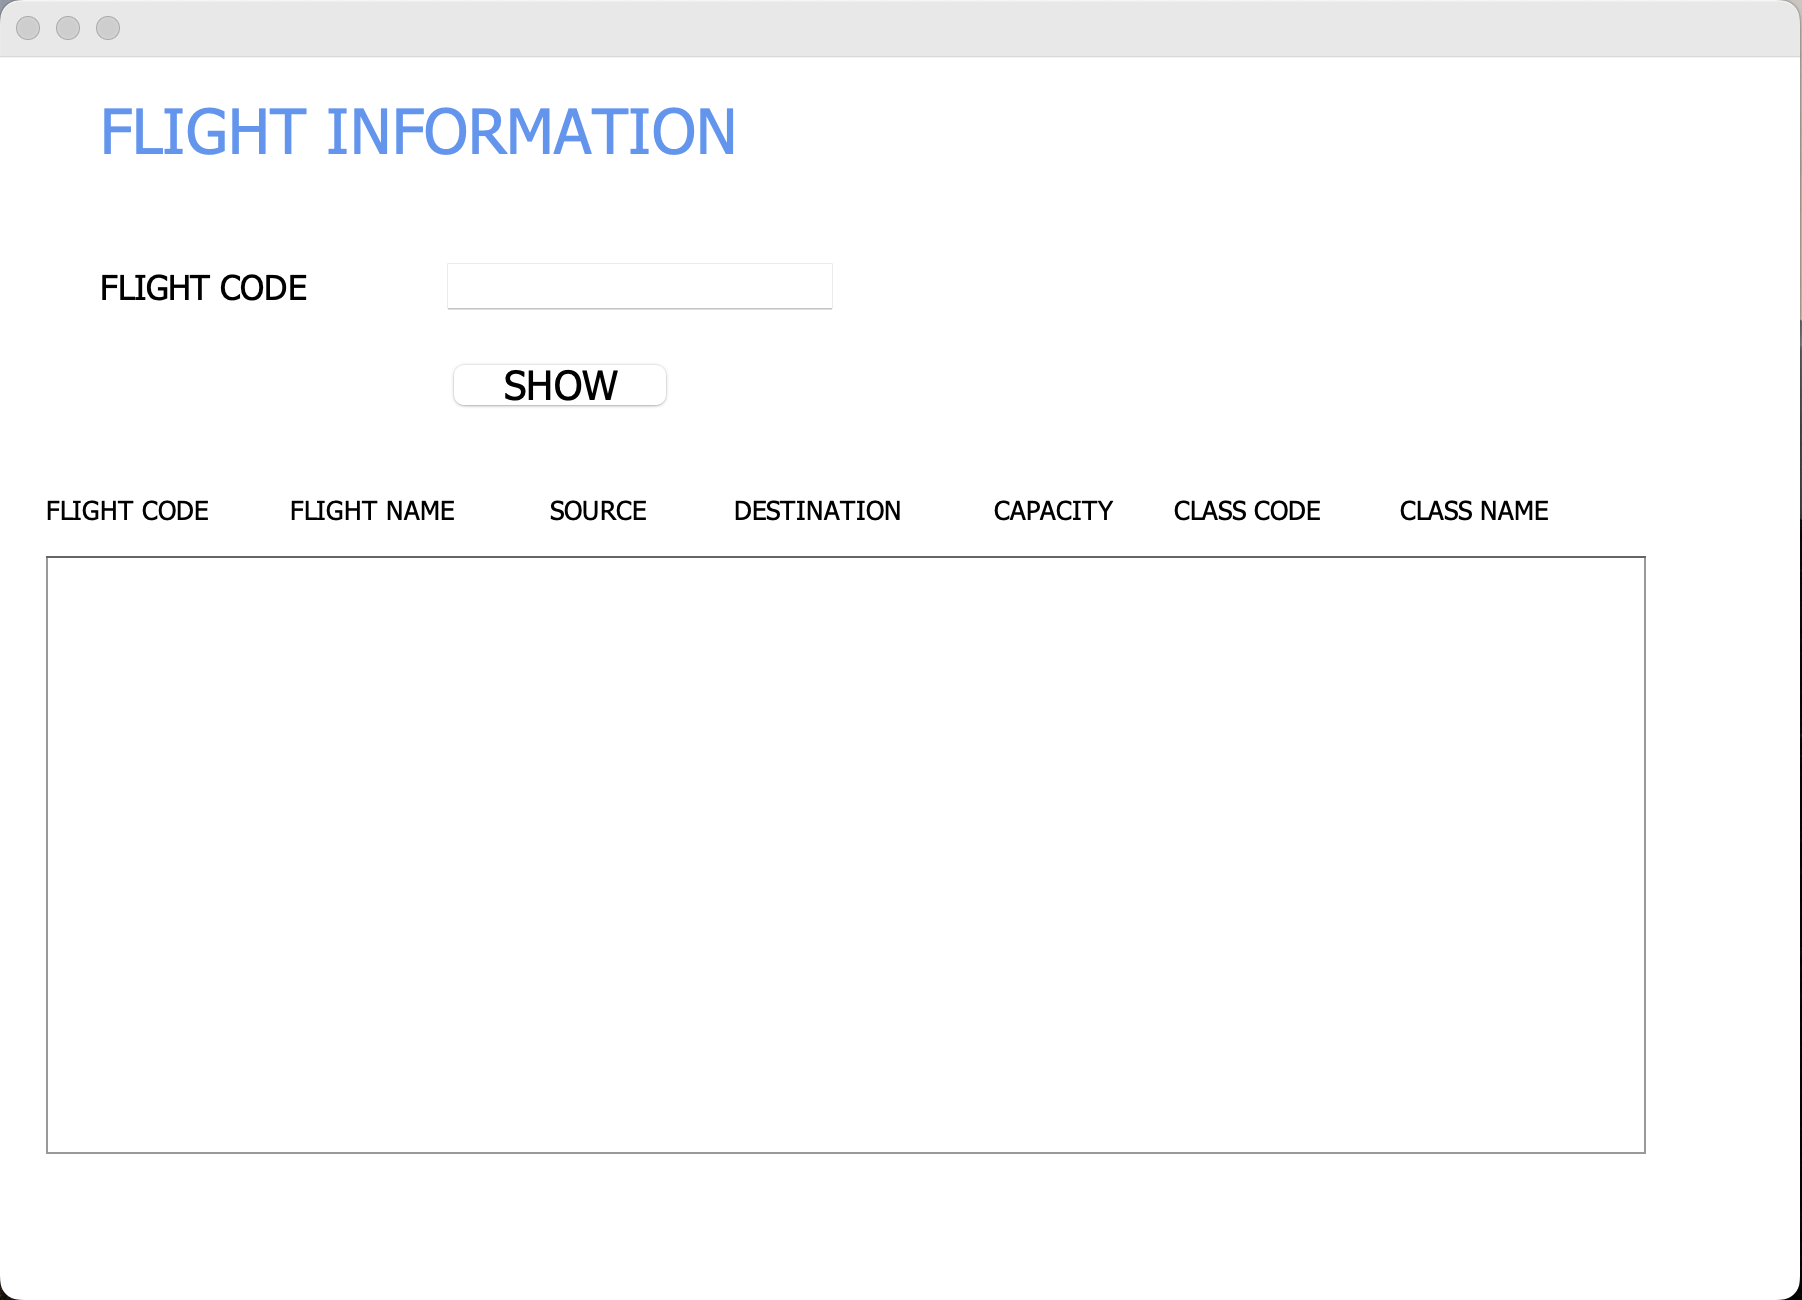 FLIGHT INFORMATION
FLIGHT CODE
SHOW
FLIGHT CODE FLIGHT NAME SOURCE DESTINATION CAPACITY CLASS CODE CLASS NAME